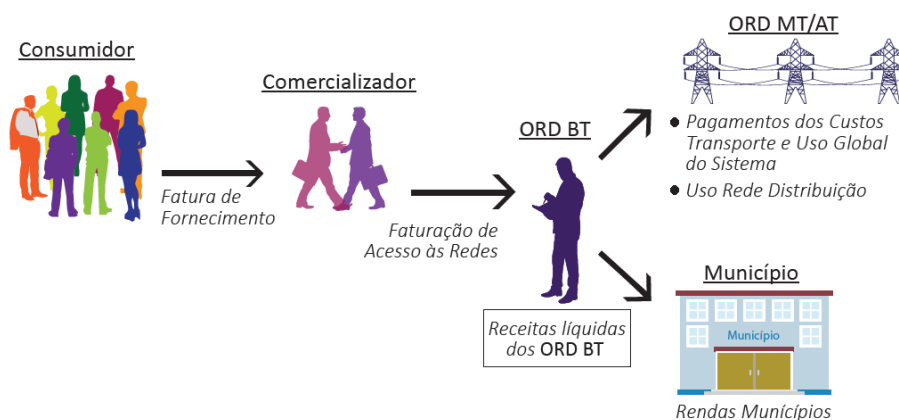 Consumidor
Fatura de
Fornecimento
Comercializador
Faturação de
Acesso às Redes
ORD BT
Receitas líquidas
dos ORD BT
ORD MT/AT
● Pagamentos dos Custos
Transporte e Uso Global
do Sistema
● Uso Rede Distribuição
Município
Município
Rendas Munícípios